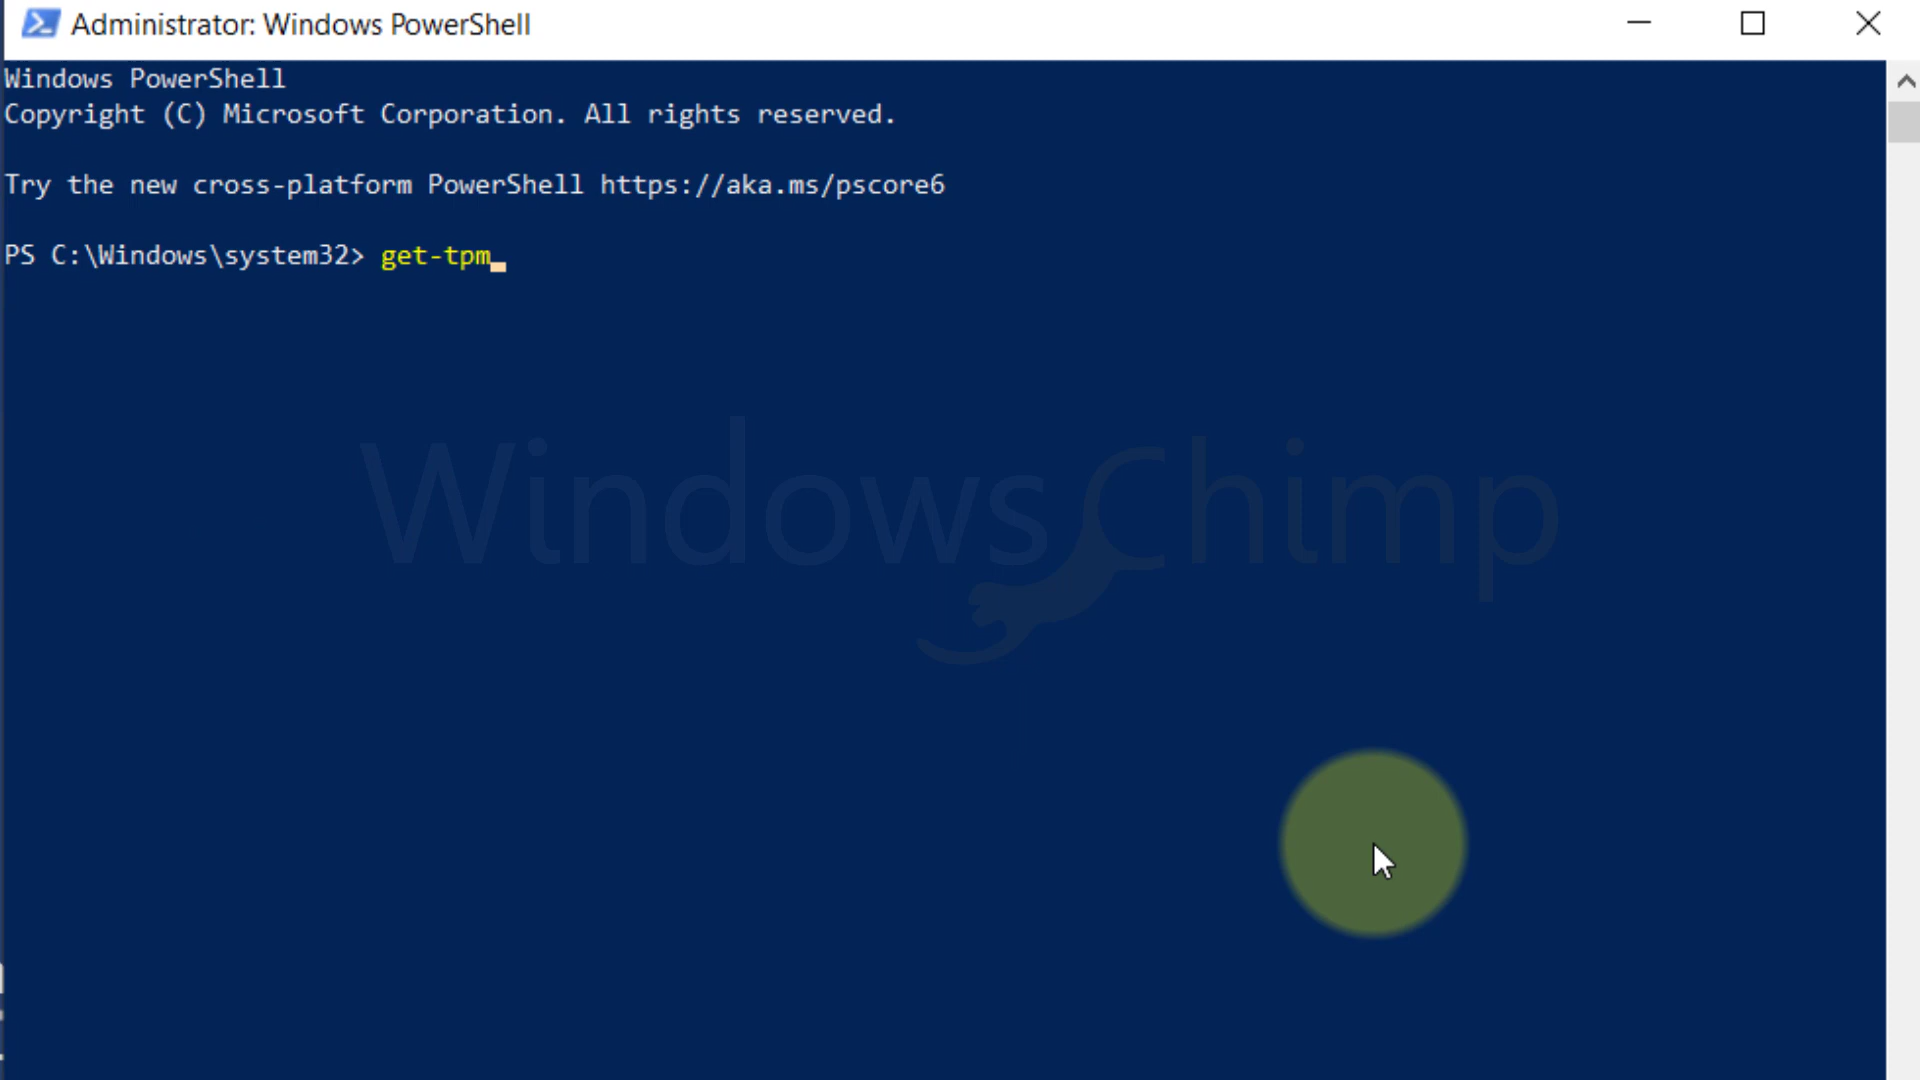 Administrator: Windows PowerShell
Windows PowerShell
Copyright (C) Microsoft Corporation. All rights reserved.
Try the new cross-platform PowerShell https://aka.ms/pscore6
PS C:\Windows\system32> get-tpm
WindowsChimp